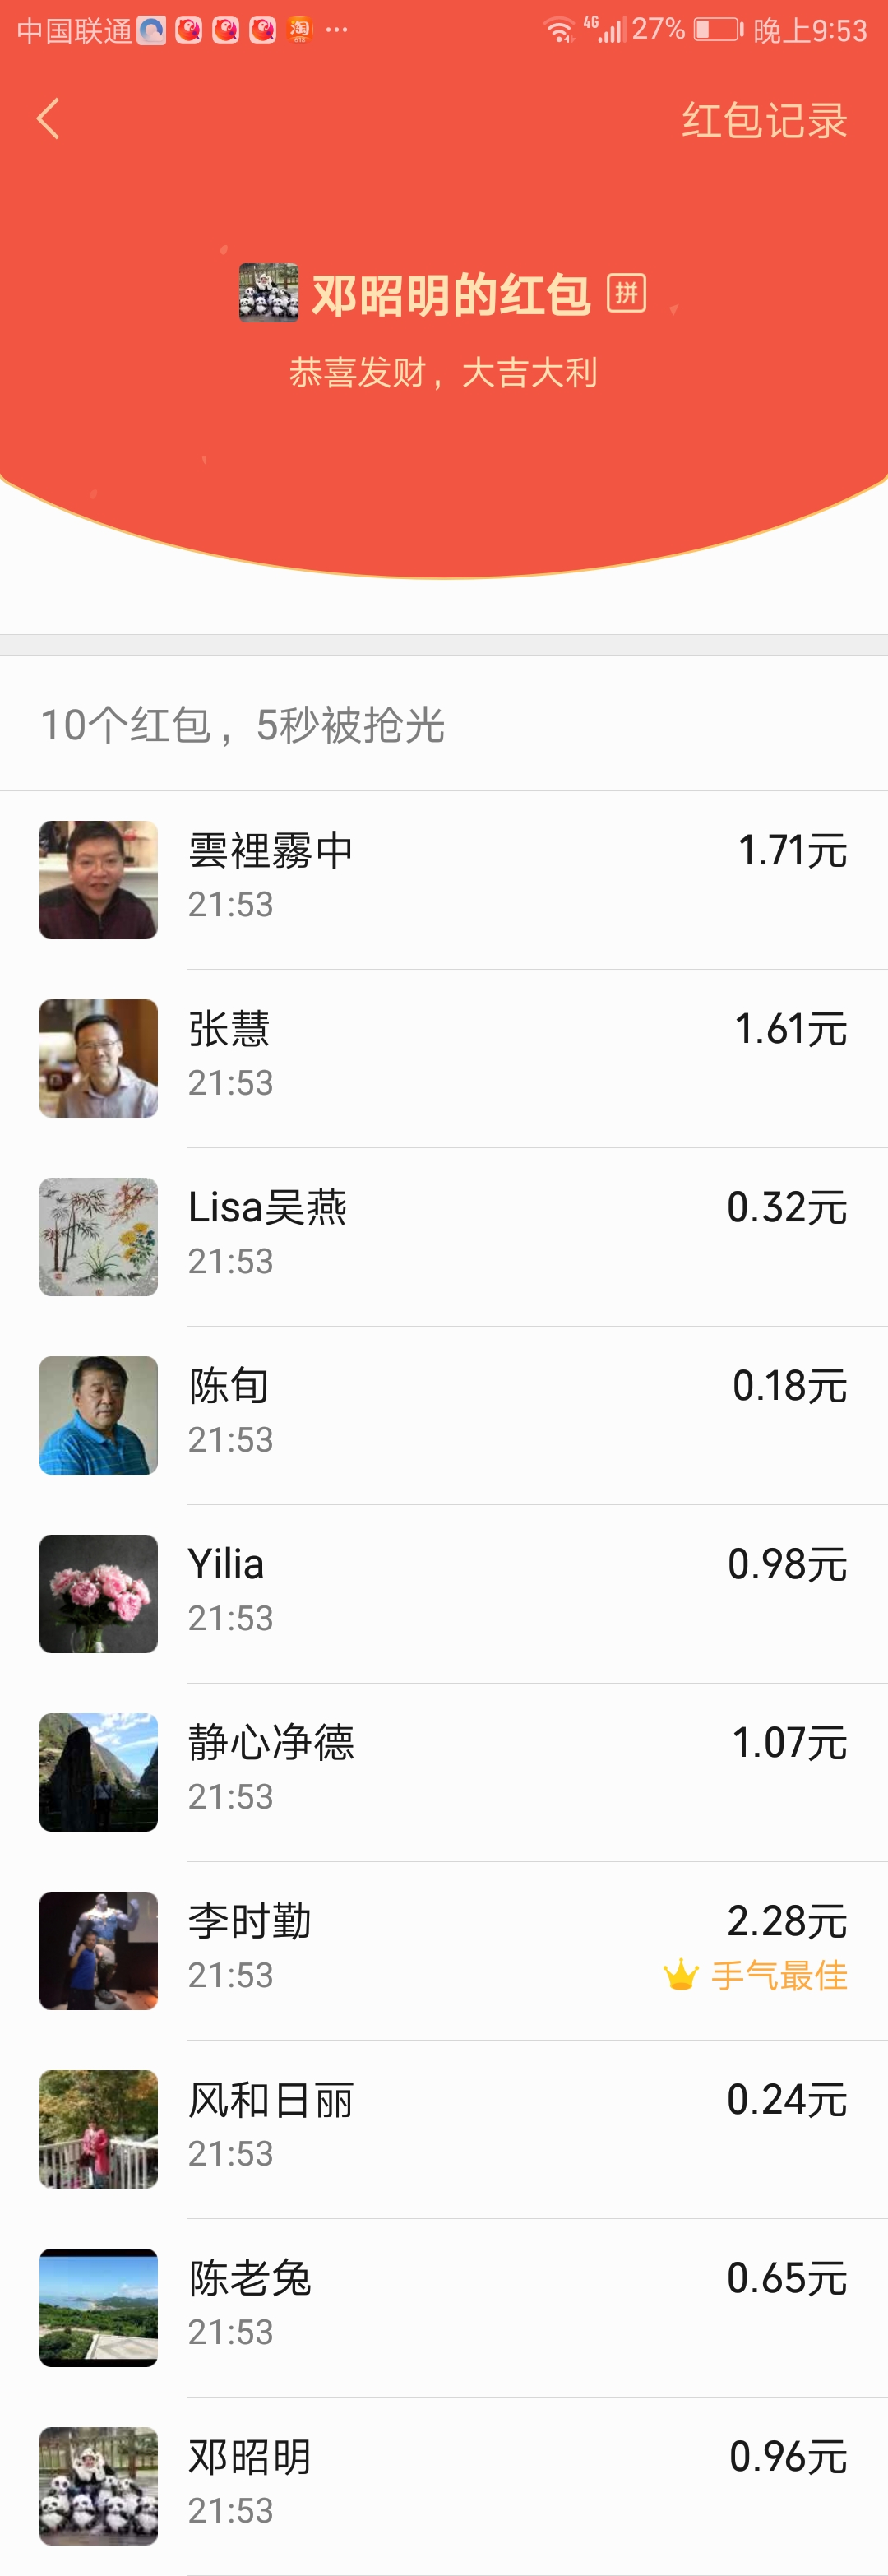 中国联通 淘 ... 4G 27% 晚上9:53
红包记录
邓昭明的红包 拼
恭喜发财，大吉大利
10个红包，5秒被抢光
雲裡霧中 1.71元
21:53
张慧 1.61元
21:53
Lisa吴燕 0.32元
21:53
陈旬 0.18元
21:53
Yilia 0.98元
21:53
静心净德 1.07元
21:53
李时勤 2.28元
21:53 手气最佳
风和日丽 0.24元
21:53
陈老兔 0.65元
21:53
邓昭明 0.96元
21:53